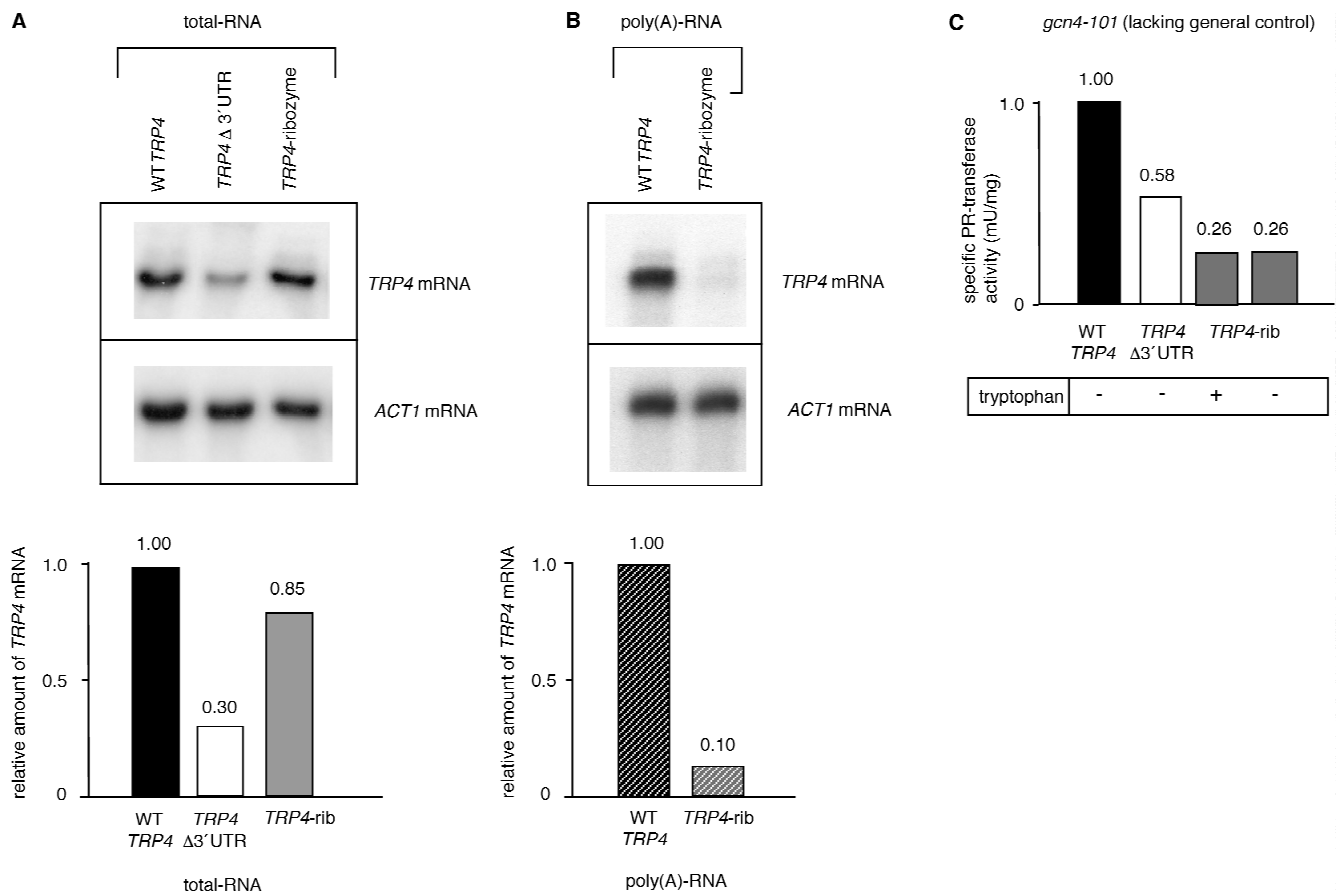 A
total-RNA
WT TRP4
TRP4 Δ 3´UTR
TRP4-ribozyme
TRP4 mRNA
ACT1 mRNA
relative amount of TRP4 mRNA
1.0
0.5
0
1.00
0.30
0.85
WT
TRP4
TRP4
Δ3´UTR
TRP4-rib
total-RNA
B
poly(A)-RNA
WT TRP4
TRP4-ribozyme
TRP4 mRNA
ACT1 mRNA
relative amount of TRP4 mRNA
1.0
0.5
0
1.00
0.10
WT
TRP4
TRP4-rib
poly(A)-RNA
C
gcn4-101 (lacking general control)
specific PR-transferase
activity (mU/mg)
1.0
0
1.00
0.58
0.26
0.26
WT
TRP4
TRP4
Δ3´UTR
TRP4-rib
tryptophan - - + -